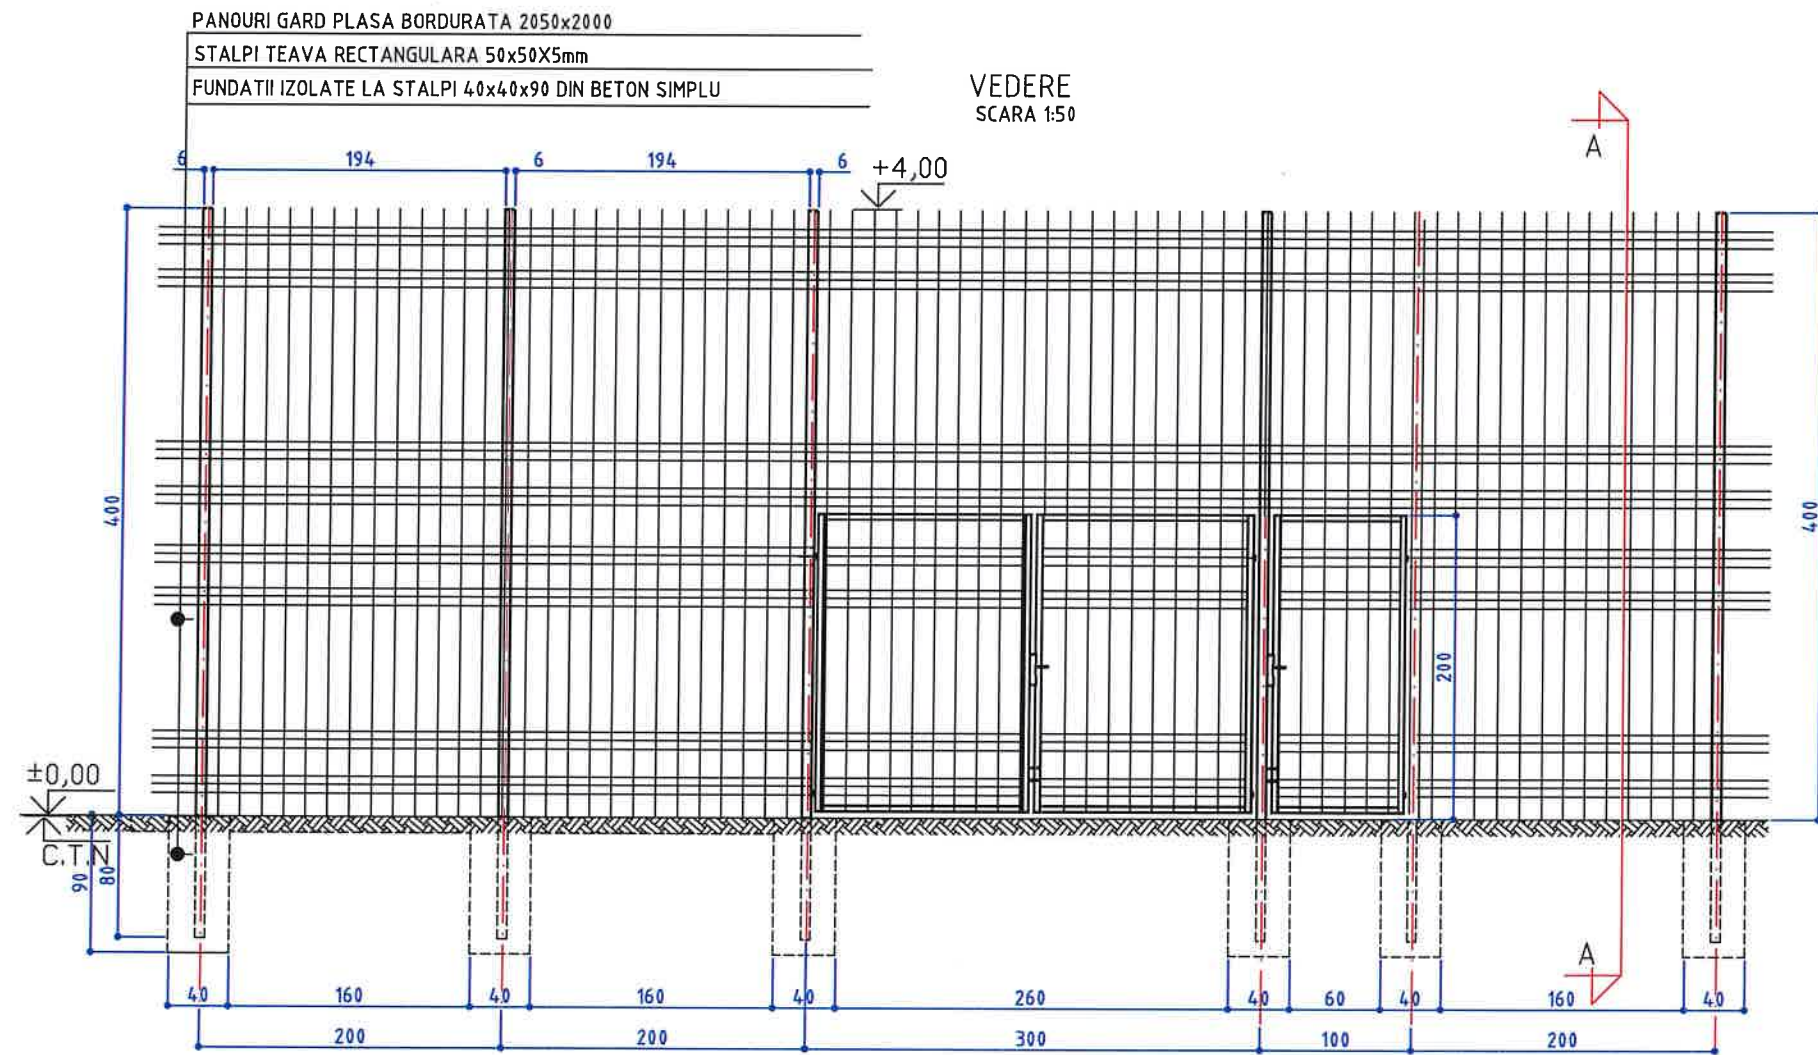 PANOURI GARD PLASA BORDURATA 2050x2000
STALPI TEAVA RECTANGULARA 50x50X5mm
FUNDATII IZOLATE LA STALPI 40x40x90 DIN BETON SIMPLU
VEDERE
SCARA 1:50
A
6 194 6 194 6
+4,00
400
400
200
±0,00
C.T.N
90
80
A
40 160 40 160 40 260 40 60 40 160 40
200 200 300 100 200